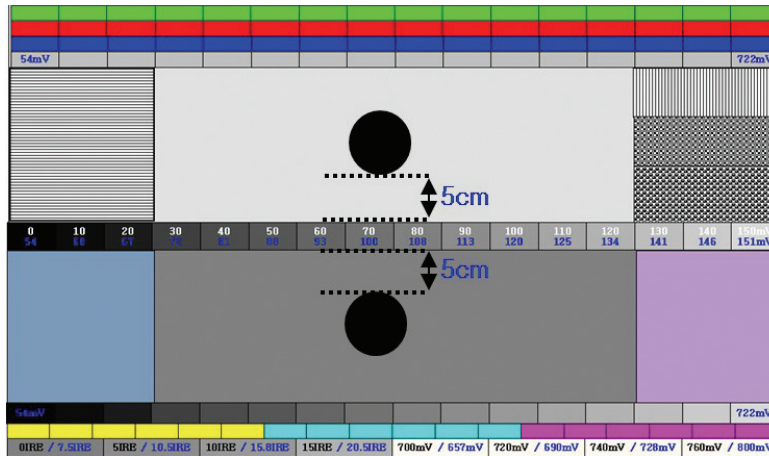 54mV 722mV
5cm
0 10 20 30 40 50 60 70 80 90 100 110 120 130 140 150mV
54 60 67 81 93 100 108 113 120 125 134 141 146 151mV
5cm
54mV 722mV
0IRE / 7.5IRE 5IRE / 10.5IRE 10IRE / 15.8IRE 15IRE / 20.5IRE 700mV / 657mV 720mV / 690mV 740mV / 728mV 760mV / 800mV